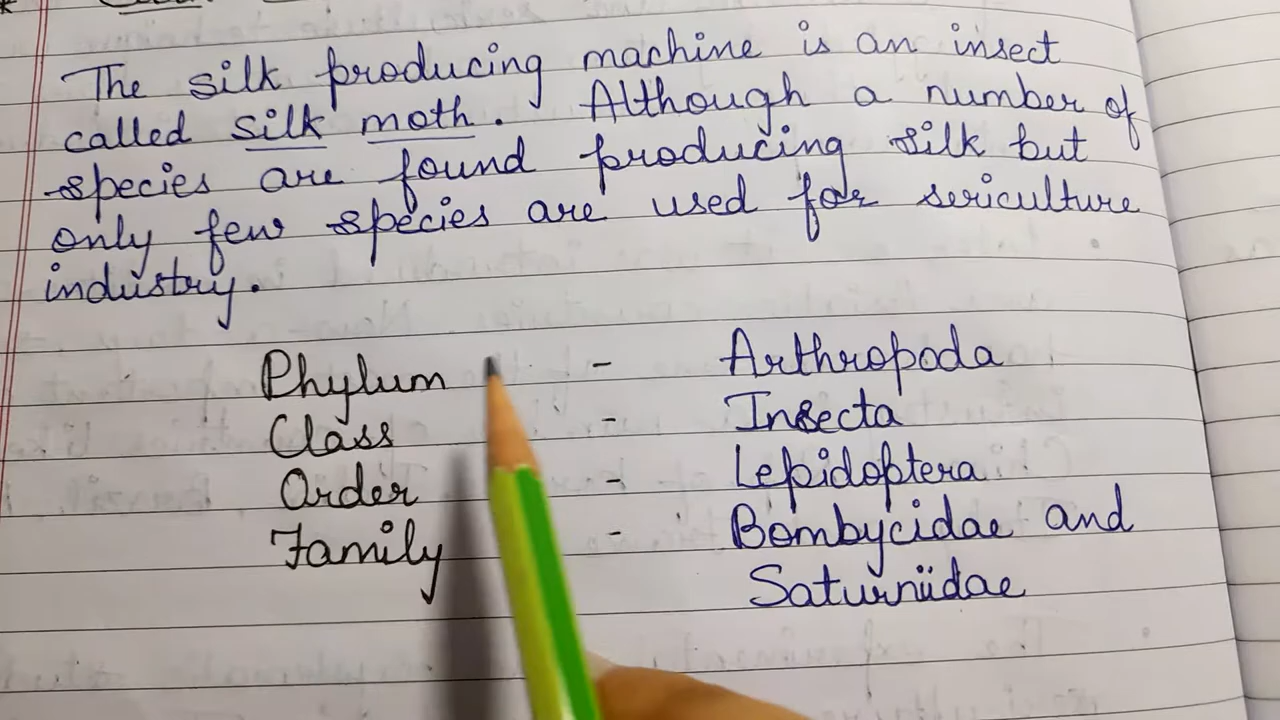 The silk producing machine is an insect
called silk moth. Although a number of
species are found producing silk but
only few species are used for sericulture
industry.
Phylum - Arthropoda
Class - Insecta
Order - Lepidoptera
Family - Bombycidae and
Saturniidae